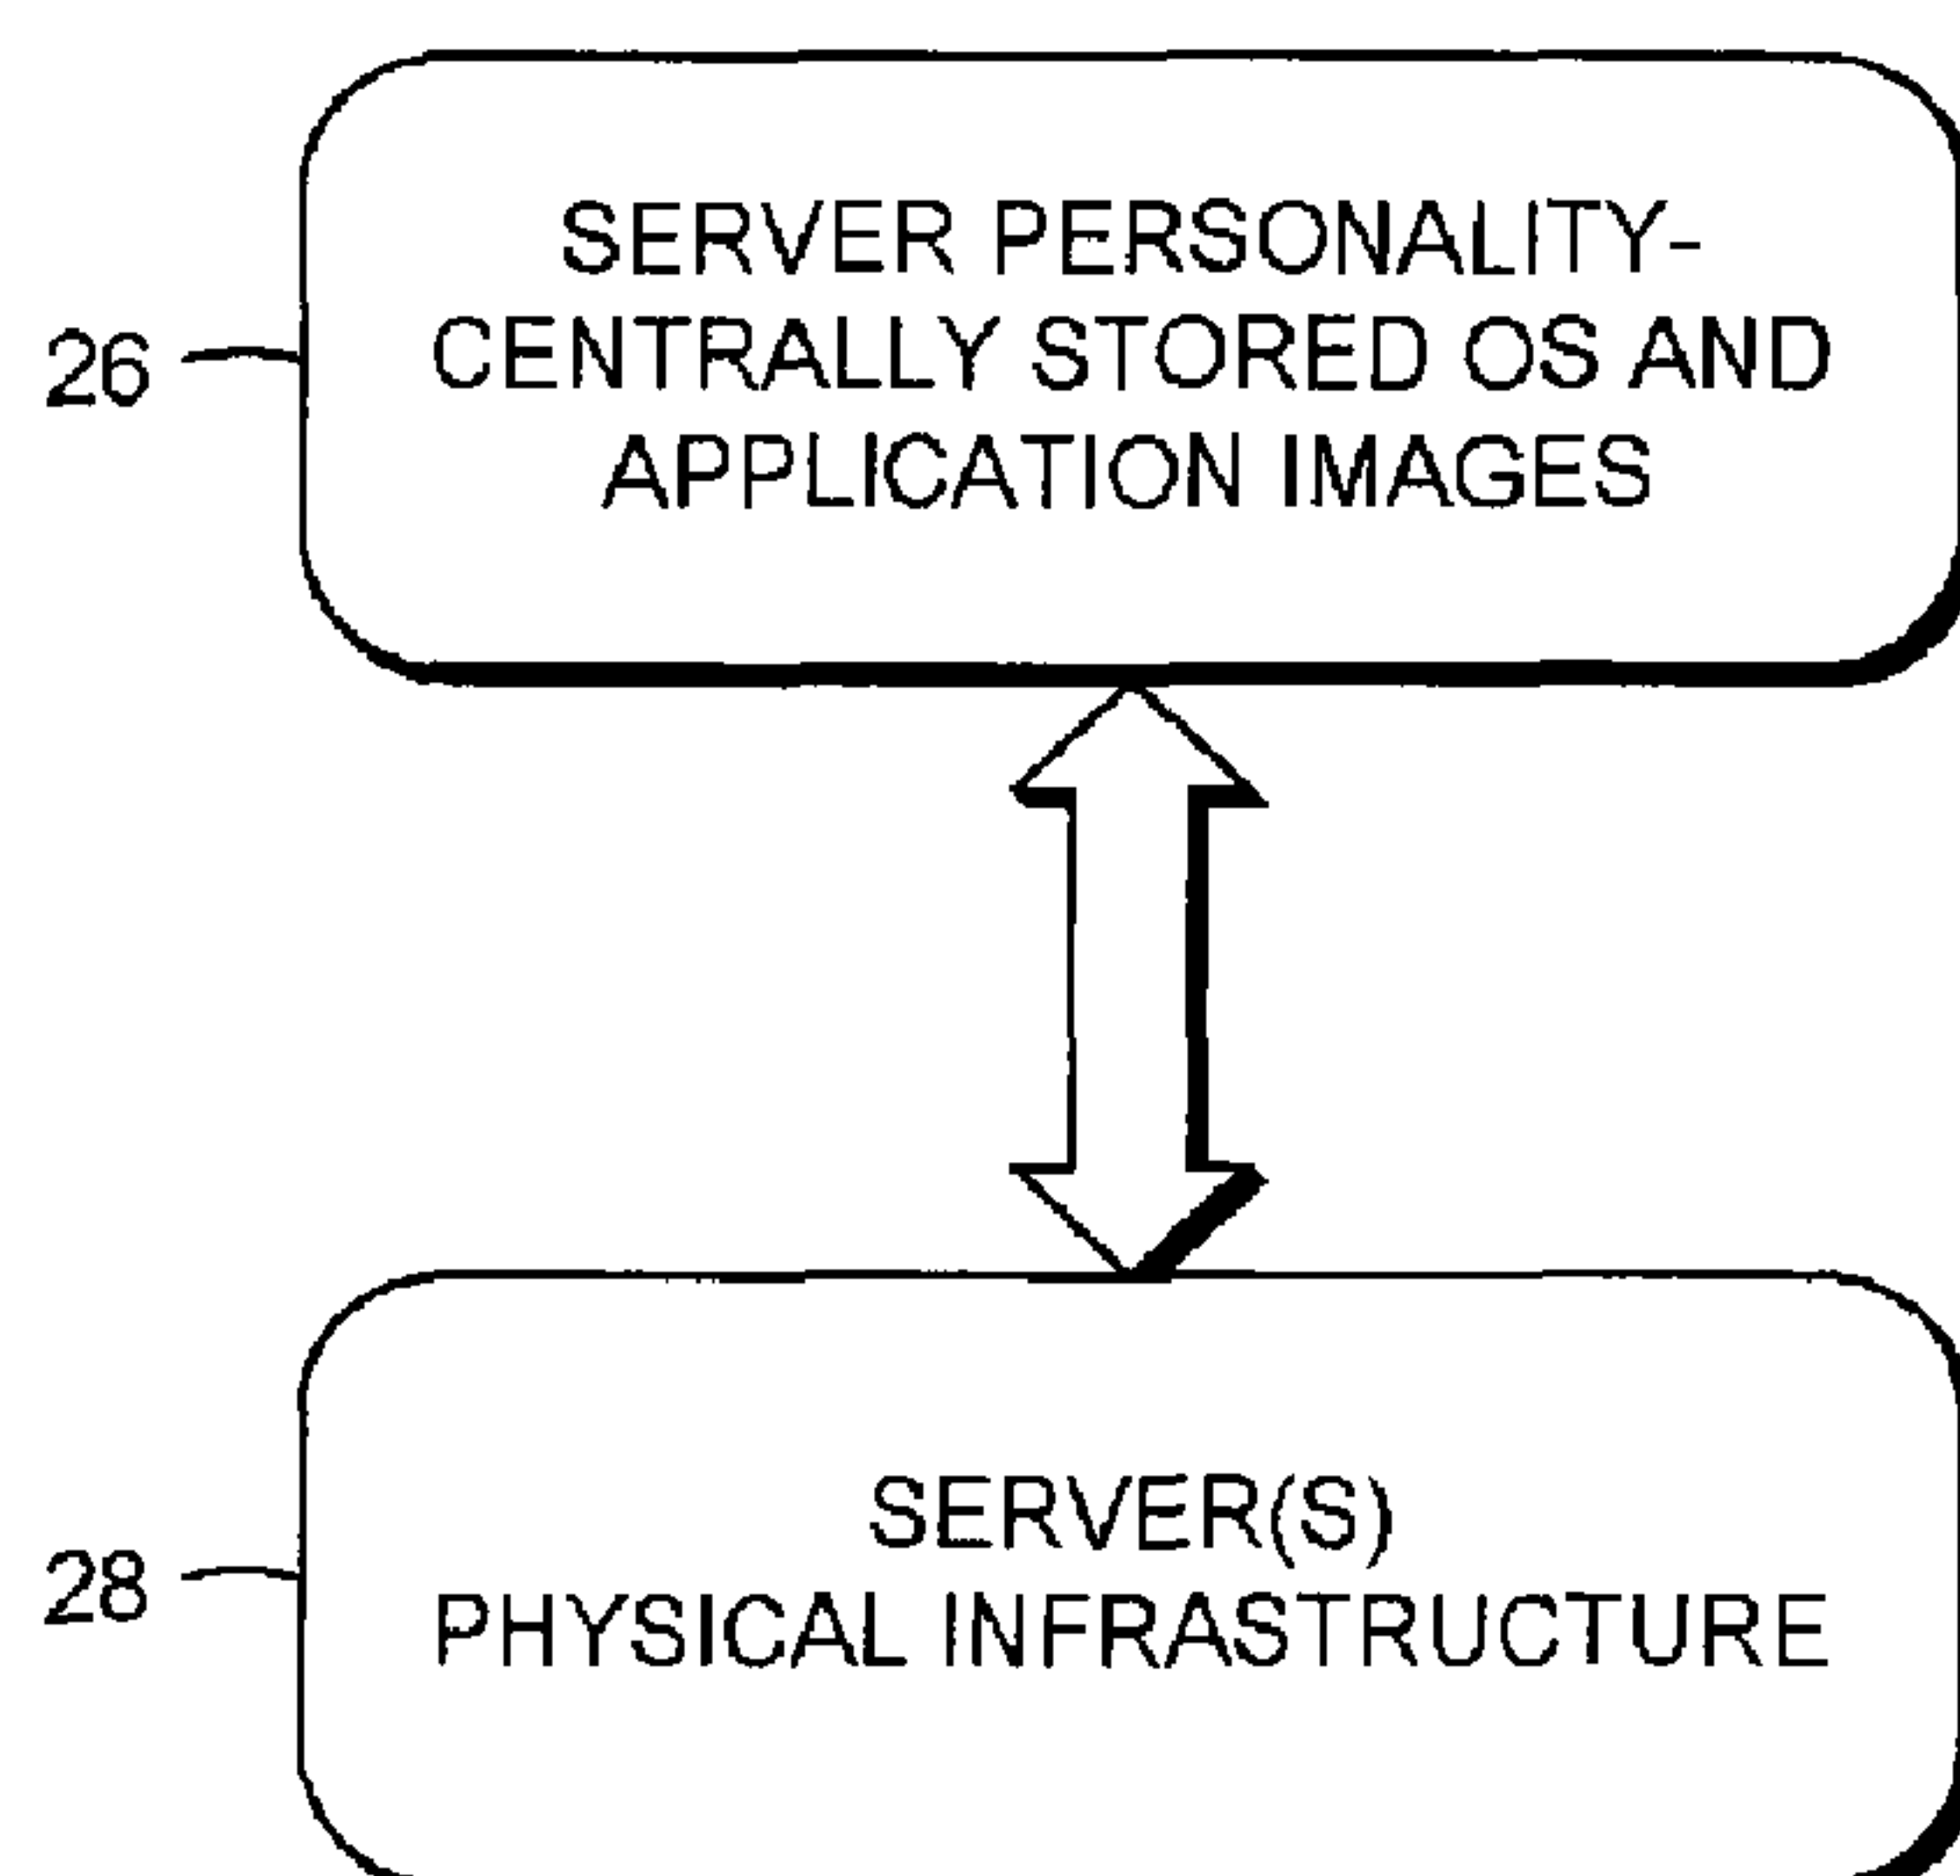 SERVER PERSONALITY-
CENTRALLY STORED OS AND
APPLICATION IMAGES
26
SERVER(S)
PHYSICAL INFRASTRUCTURE
28